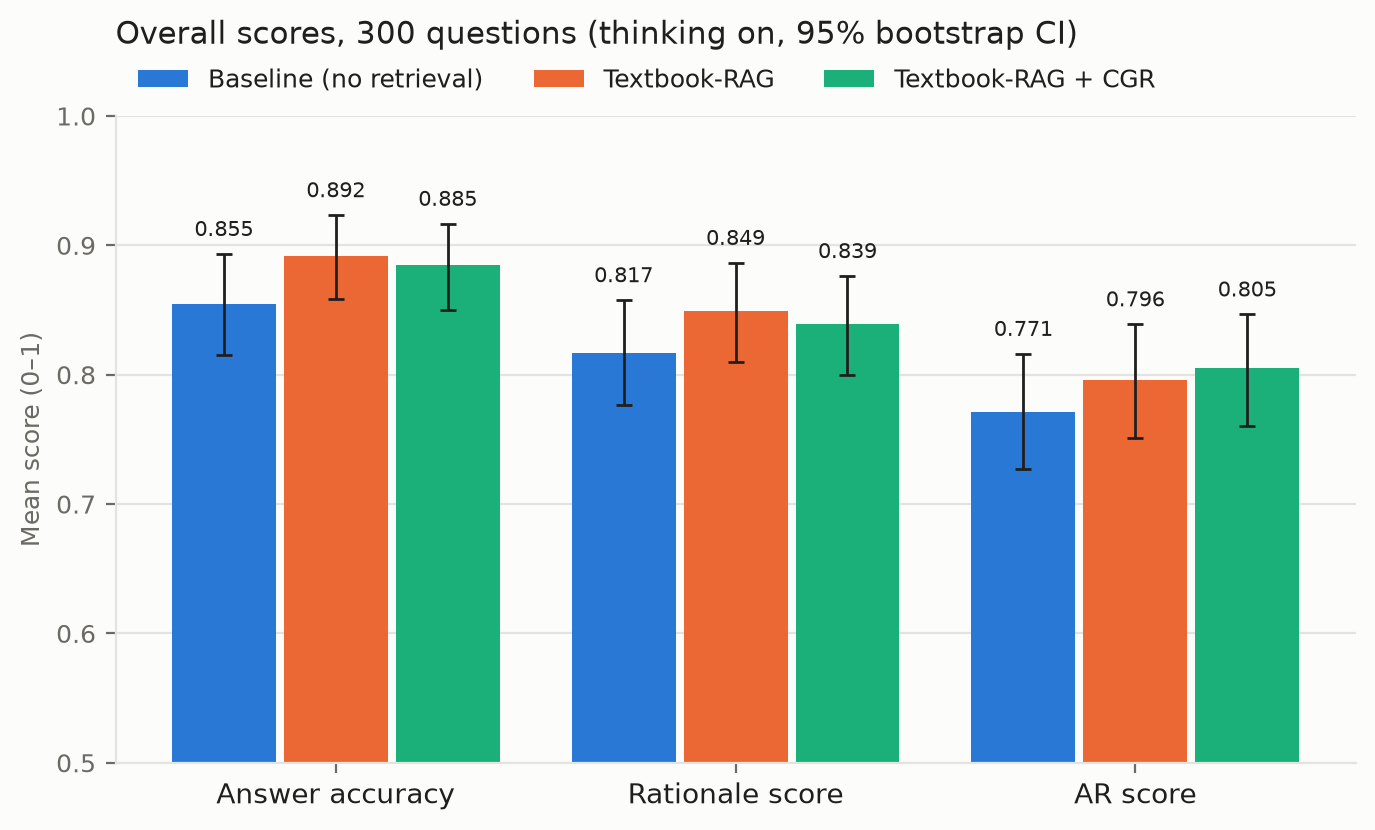 Overall scores, 300 questions (thinking on, 95% bootstrap CI)
Baseline (no retrieval) Textbook-RAG Textbook-RAG + CGR
Mean score (0–1)
1.0
0.9
0.8
0.7
0.6
0.5
0.855 0.892 0.885
0.817 0.849 0.839
0.771 0.796 0.805
Answer accuracy Rationale score AR score